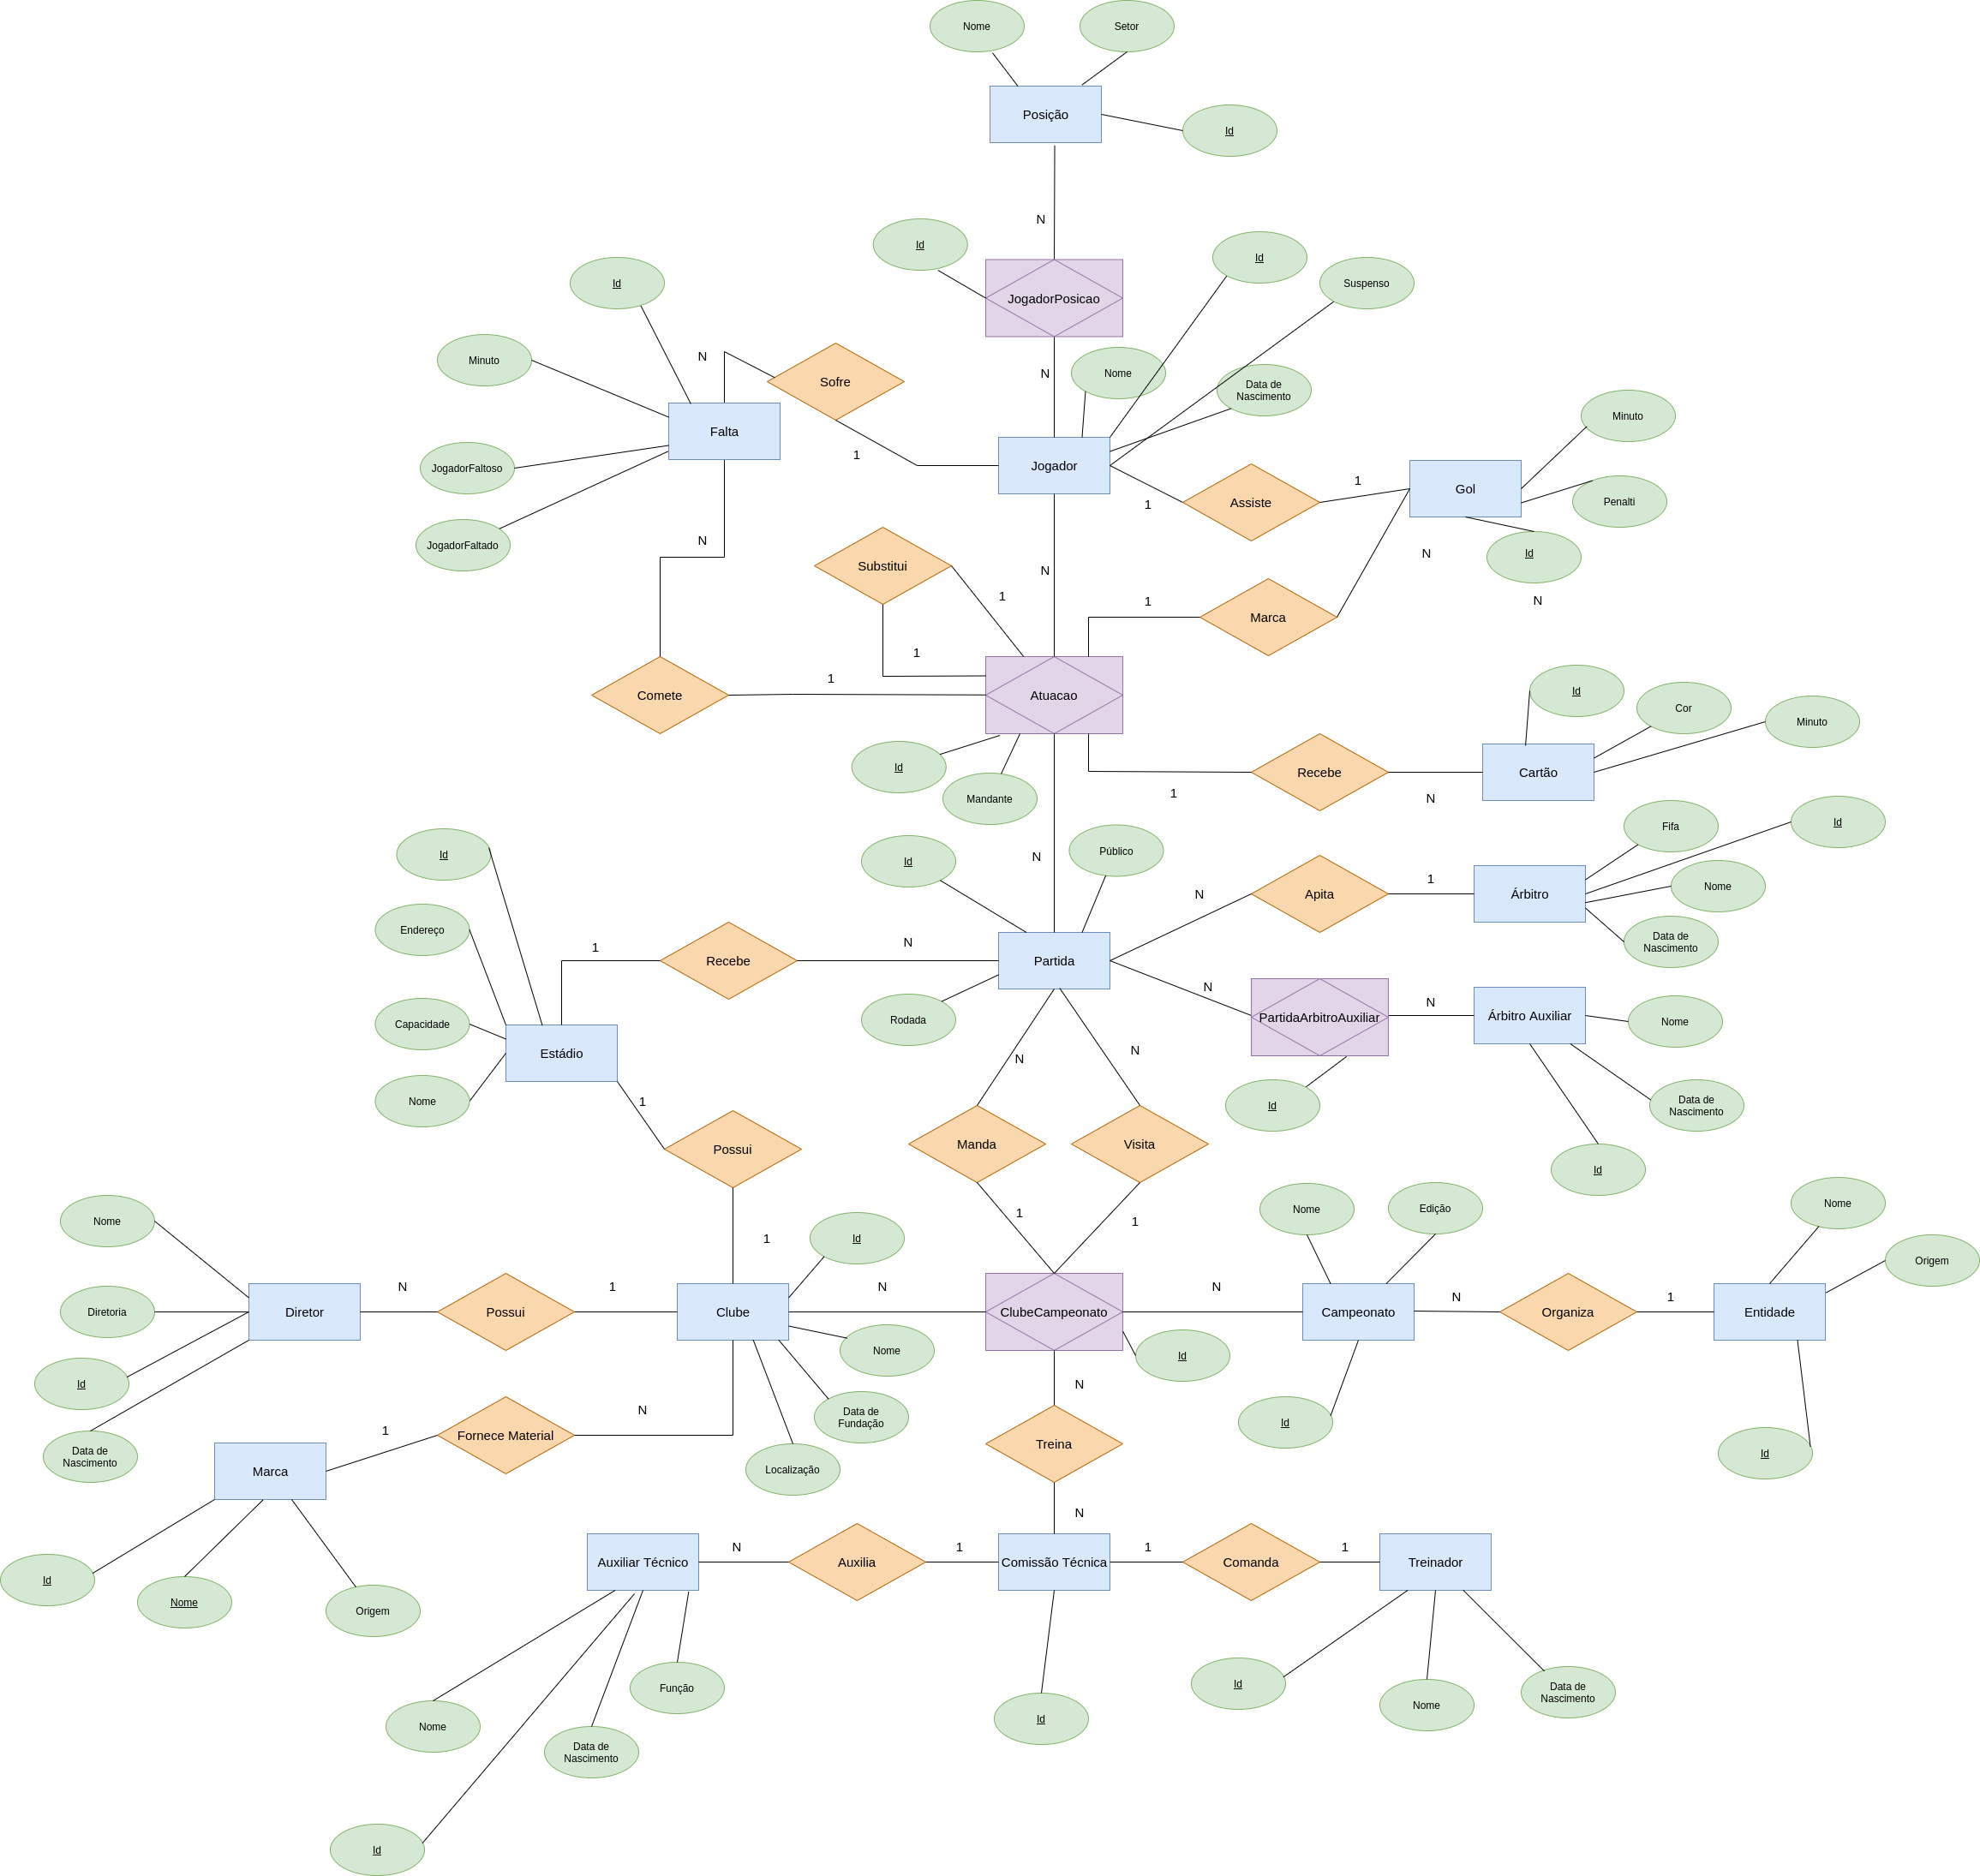 Nome
Setor
Posição
Id
N
Id
JogadorPosicao
Id
Suspenso
Id
Minuto
N
Sofre
N
Nome
Data de
Nascimento
Minuto
Falta
JogadorFaltoso
1
Jogador
Gol
1
Assiste
1
Penalti
JogadorFaltado
N
Substitui
N
N
Id
1
1
Marca
N
1
Comete
1
Atuacao
Id
Cor
Minuto
Id
Mandante
Recebe
1
N
Cartão
Id
Id
N
Público
Fifa
Id
Endereço
1
Recebe
N
Partida
N
Apita
1
Árbitro
Nome
Data de
Nascimento
Capacidade
Estádio
Rodada
N
PartidaArbitroAuxiliar
N
Árbitro Auxiliar
Nome
Nome
1
Possui
N
N
Manda
Visita
Id
Data de
Nascimento
Id
Nome
1
Id
1
1
Nome
Edição
Nome
Origem
Diretoria
Diretor
N
Possui
1
Clube
N
ClubeCampeonato
N
Campeonato
N
Organiza
1
Entidade
Id
Nome
Id
Data de
Nascimento
1
Fornece Material
N
Data de
Fundação
N
Id
Id
Marca
Localização
Treina
N
Id
Nome
Origem
Auxiliar Técnico
N
Auxilia
1
Comissão Técnica
1
Comanda
1
Treinador
Nome
Função
Data de
Nascimento
Id
Id
Nome
Data de
Nascimento
Id